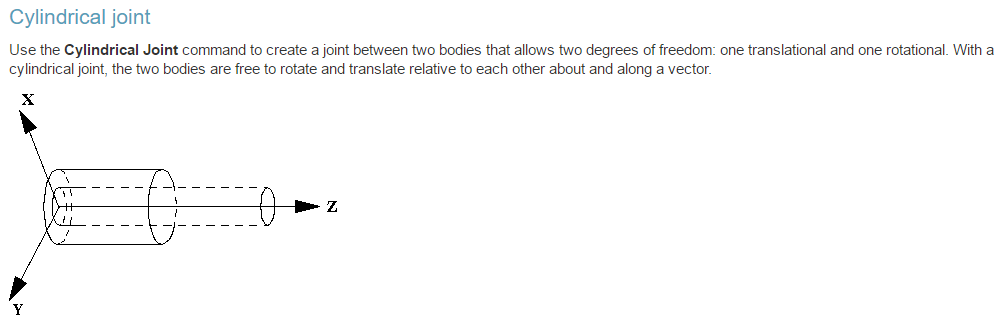 Cylindrical joint
Use the Cylindrical Joint command to create a joint between two bodies that allows two degrees of freedom: one translational and one rotational. With a
cylindrical joint, the two bodies are free to rotate and translate relative to each other about and along a vector.
X
Z
Y